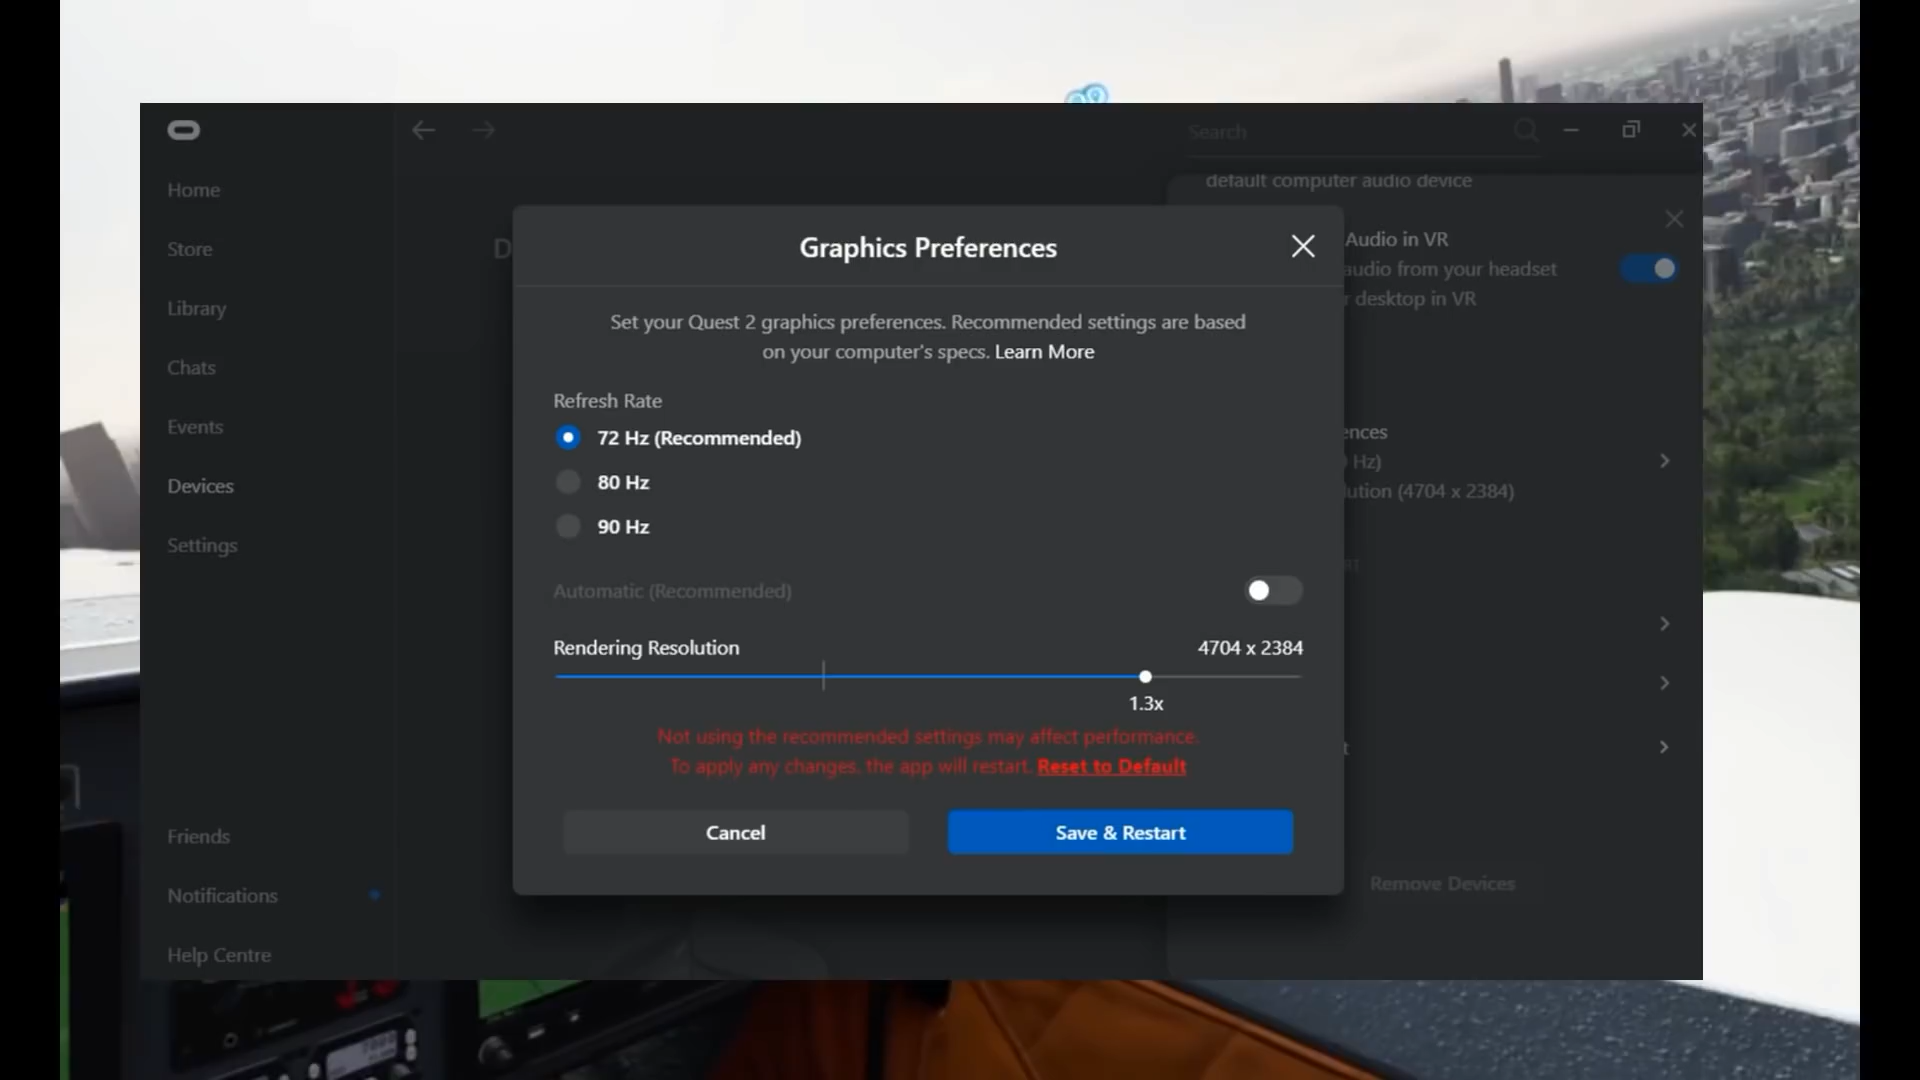 Search
Home
Store
Library
Chats
Events
Devices
Settings
Friends
Notifications
Help Centre
D
default computer audio device
Audio in VR
audio from your headset
r desktop in VR
ences
Hz)
lution (4704 x 2384)
RT
t
Remove Devices
Graphics Preferences
Set your Quest 2 graphics preferences. Recommended settings are based
on your computer's specs. Learn More
Refresh Rate
72 Hz (Recommended)
80 Hz
90 Hz
Automatic (Recommended)
Rendering Resolution 4704 x 2384
1.3x
Not using the recommended settings may affect performance.
To apply any changes, the app will restart. Reset to Default
Cancel Save & Restart